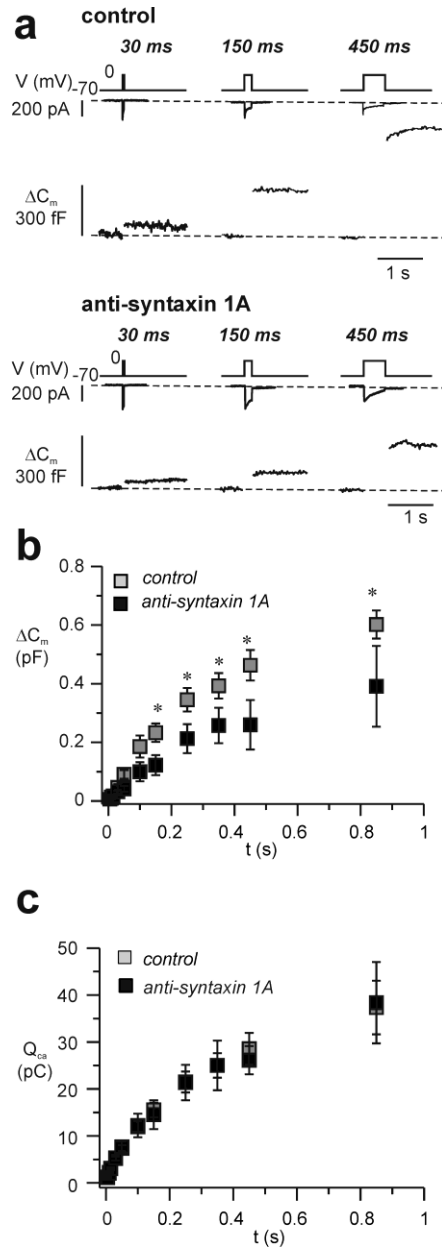 a
control
30 ms 150 ms 450 ms
0
V (mV)
-70
200 pA
ΔCm
300 fF
1 s
anti-syntaxin 1A
30 ms 150 ms 450 ms
0
V (mV)
-70
200 pA
ΔCm
300 fF
1 s
b
0.8
control
anti-syntaxin 1A
0.6
ΔCm
(pF)
0.4
0.2
0
* * * * *
0 0.2 0.4 0.6 0.8 1
t (s)
c
50
control
40
anti-syntaxin 1A
30
Qca
(pC)
20
10
0
0 0.2 0.4 0.6 0.8 1
t (s)